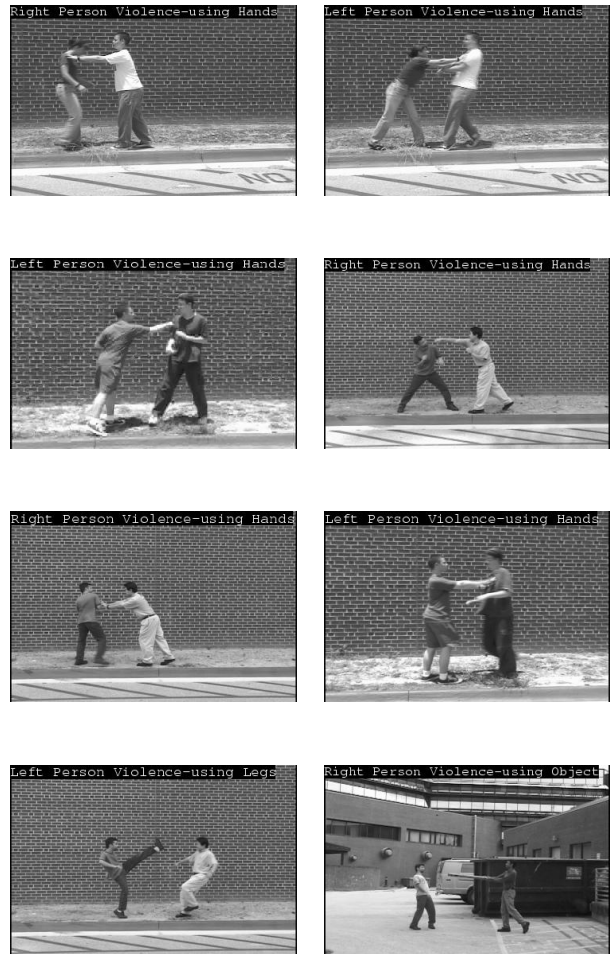 Right Person Violence-using Hands
Left Person Violence-using Hands
NO
NO
Left Person Violence-using Hands
Right Person Violence-using Hands
Right Person Violence-using Hands
Left Person Violence-using Hands
Left Person Violence-using Legs
Right Person Violence-using Object